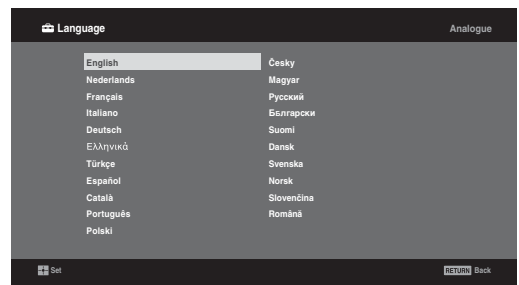 Language
Analogue
English
Nederlands
Français
Italiano
Deutsch
Ελληνικά
Türkçe
Español
Català
Português
Polski
Česky
Magyar
Русский
Български
Suomi
Dansk
Svenska
Norsk
Slovenčina
Română
Set
RETURN Back